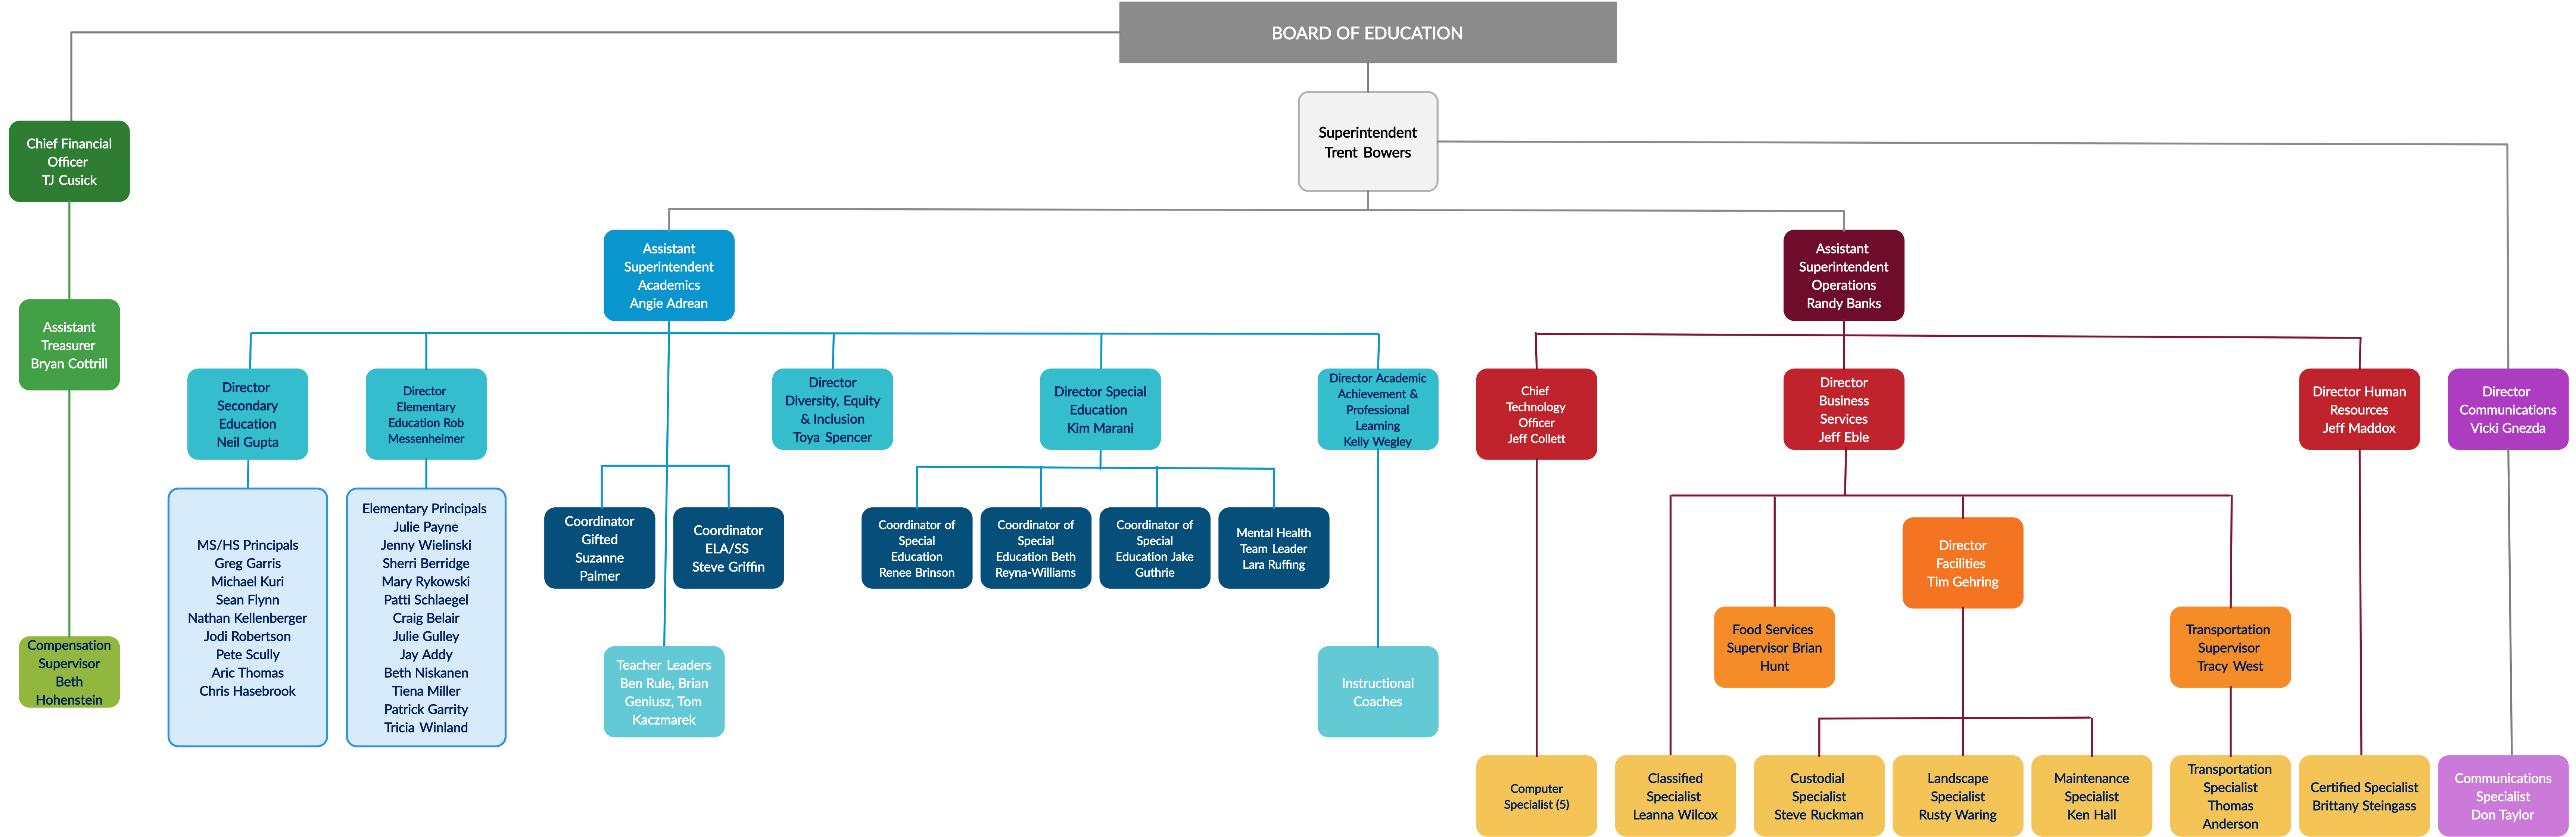 BOARD OF EDUCATION
Superintendent
Trent Bowers
Chief Financial
Officer
TJ Cusick
Assistant
Superintendent
Academics
Angie Adrean
Assistant
Superintendent
Operations
Randy Banks
Assistant
Treasurer
Bryan Cottrill
Director
Secondary
Education
Neil Gupta
Director
Elementary
Education Rob
Messenheimer
Director
Diversity, Equity
& Inclusion
Toya Spencer
Director Special
Education
Kim Marani
Director Academic
Achievement &
Professional
Learning
Kelly Wegley
Chief
Technology
Officer
Jeff Collett
Director
Business
Services
Jeff Eble
Director Human
Resources
Jeff Maddox
Director
Communications
Vicki Gnezda
MS/HS Principals
Greg Garris
Michael Kuri
Sean Flynn
Nathan Kellenberger
Jodi Robertson
Pete Scully
Aric Thomas
Chris Hasebrook
Elementary Principals
Julie Payne
Jenny Wielinski
Sherri Berridge
Mary Rykowski
Patti Schlaegel
Craig Belair
Julie Gulley
Jay Addy
Beth Niskanen
Tiena Miller
Patrick Garrity
Tricia Winland
Coordinator
Gifted
Suzanne
Palmer
Coordinator
ELA/SS
Steve Griffin
Coordinator of
Special
Education
Renee Brinson
Coordinator of
Special
Education Beth
Reyna-Williams
Coordinator of
Special
Education Jake
Guthrie
Mental Health
Team Leader
Lara Ruffing
Director
Facilities
Tim Gehring
Food Services
Supervisor Brian
Hunt
Transportation
Supervisor
Tracy West
Compensation
Supervisor
Beth
Hohenstein
Teacher Leaders
Ben Rule, Brian
Geniusz, Tom
Kaczmarek
Instructional
Coaches
Computer
Specialist (5)
Classified
Specialist
Leanna Wilcox
Custodial
Specialist
Steve Ruckman
Landscape
Specialist
Rusty Waring
Maintenance
Specialist
Ken Hall
Transportation
Specialist
Thomas
Anderson
Certified Specialist
Brittany Steingass
Communications
Specialist
Don Taylor